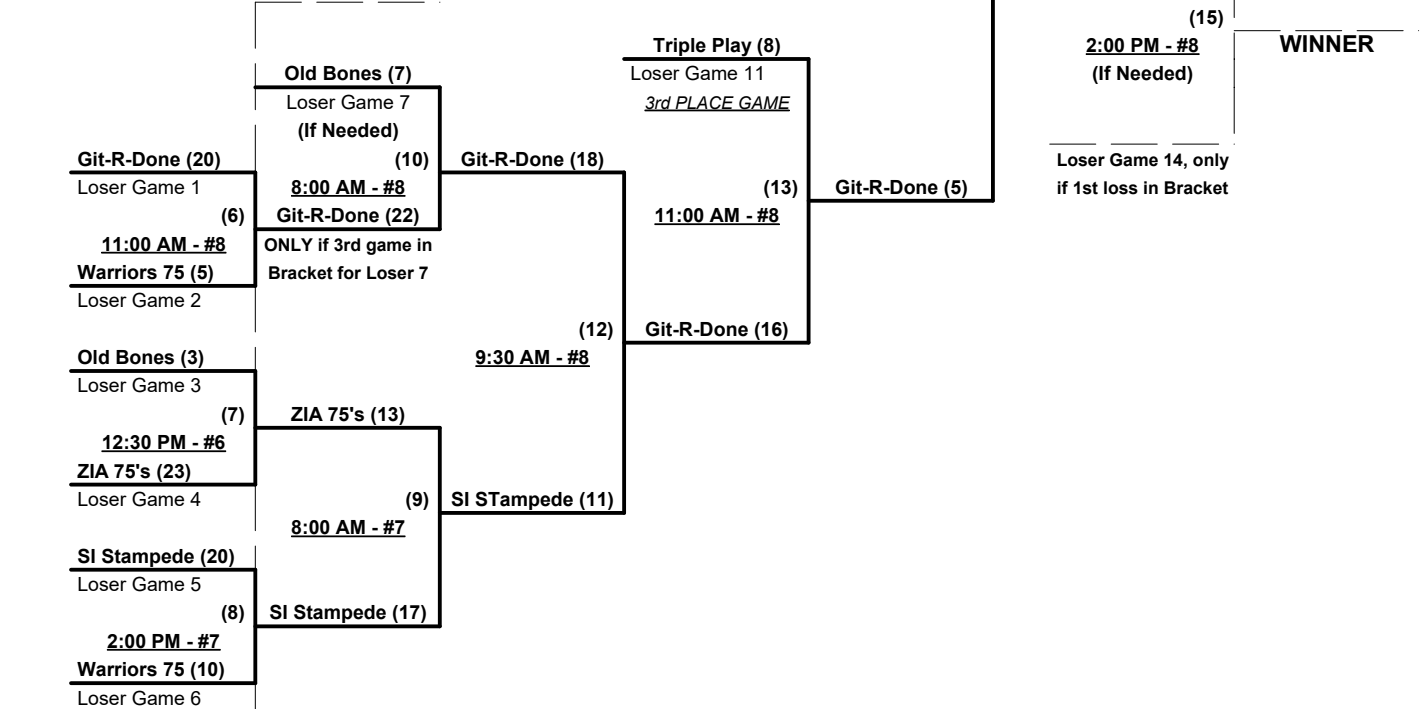 (15)
Triple Play (8)
2:00 PM - #8
WINNER
Old Bones (7)
Loser Game 11
(If Needed)
Loser Game 7
3rd PLACE GAME
(If Needed)
Git-R-Done (20)
(10)
Git-R-Done (18)
Loser Game 14, only
Loser Game 1
8:00 AM - #8
(13)
Git-R-Done (5)
if 1st loss in Bracket
(6)
Git-R-Done (22)
11:00 AM - #8
11:00 AM - #8
ONLY if 3rd game in
Warriors 75 (5)
Bracket for Loser 7
Loser Game 2
(12)
Git-R-Done (16)
Old Bones (3)
9:30 AM - #8
Loser Game 3
(7)
ZIA 75's (13)
12:30 PM - #6
ZIA 75's (23)
Loser Game 4
(9)
SI STampede (11)
8:00 AM - #7
SI Stampede (20)
Loser Game 5
(8)
SI Stampede (17)
2:00 PM - #7
Warriors 75 (10)
Loser Game 6